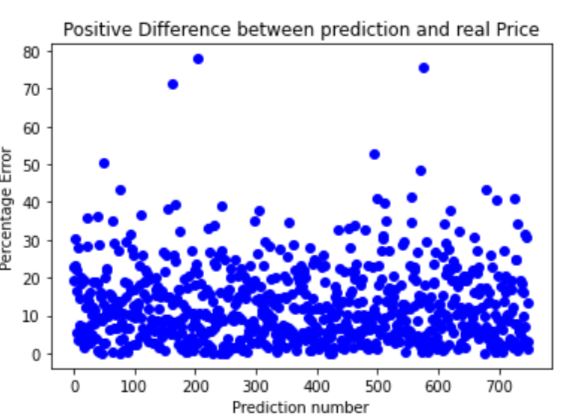 Positive Difference between prediction and real Price
Percentage Error
80
70
60
50
40
30
20
10
0
0 100 200 300 400 500 600 700
Prediction number